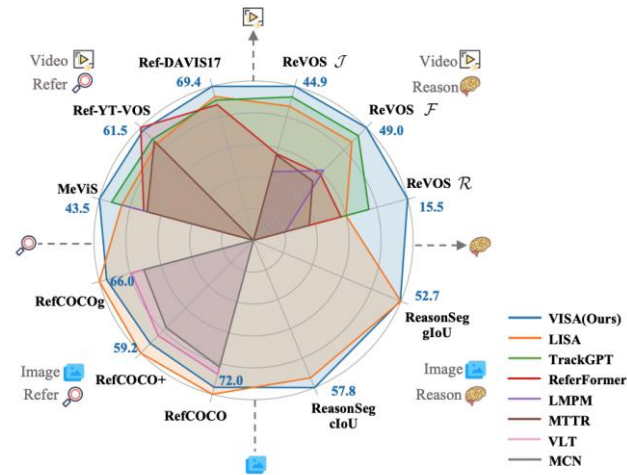 Video
Refer
Ref-DAVIS17
69.4
ReVOS J
44.9
Video
Reason
Ref-YT-VOS
61.5
ReVOS F
49.0
MeViS
43.5
ReVOS R
15.5
RefCOCOg
66.0
52.7
ReasonSeg
gIoU
59.2
RefCOCO+
72.0
RefCOCO
57.8
ReasonSeg
cIoU
Image
Refer
Image
Reason
VISA(Ours)
LISA
TrackGPT
ReferFormer
LMPM
MTTR
VLT
MCN